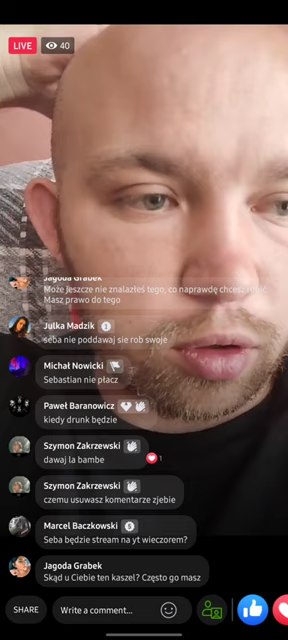 LIVE 40
Jagoda Grabek
Może jeszcze nie znalazłeś tego, co naprawdę chcesz robić.
Masz prawo do tego
Julka Madzik 1
seba nie poddawaj sie rob swoje
Michał Nowicki
Sebastian nie płacz
Paweł Baranowicz
kiedy drunk będzie
Szymon Zakrzewski
dawaj la bambe
1
Szymon Zakrzewski
czemu usuwasz komentarze zjebie
Marcel Baczkowski
Seba będzie stream na yt wieczorem?
Jagoda Grabek
Skąd u Ciebie ten kaszel? Często go masz
SHARE Write a comment...